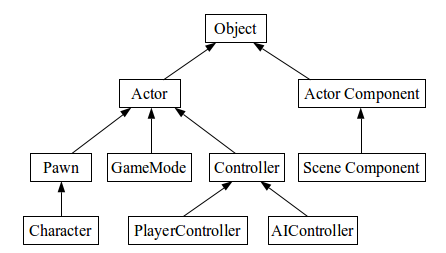 Object
Actor
Actor Component
Pawn
GameMode
Controller
Scene Component
Character
PlayerController
AIController